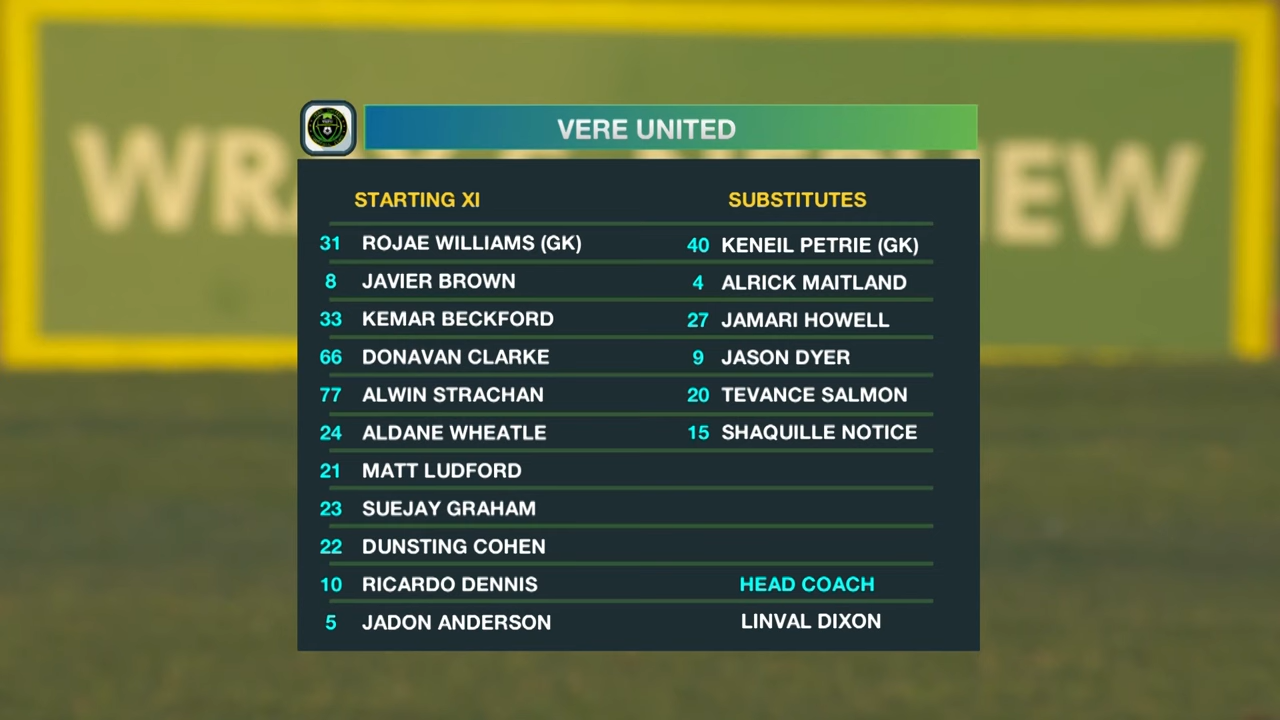 VERE UNITED
STARTING XI
31 ROJAE WILLIAMS (GK)
8 JAVIER BROWN
33 KEMAR BECKFORD
66 DONAVAN CLARKE
77 ALWIN STRACHAN
24 ALDANE WHEATLE
21 MATT LUDFORD
23 SUEJAY GRAHAM
22 DUNSTING COHEN
10 RICARDO DENNIS
5 JADON ANDERSON
SUBSTITUTES
40 KENEIL PETRIE (GK)
4 ALRICK MAITLAND
27 JAMARI HOWELL
9 JASON DYER
20 TEVANCE SALMON
15 SHAQUILLE NOTICE
HEAD COACH
LINVAL DIXON